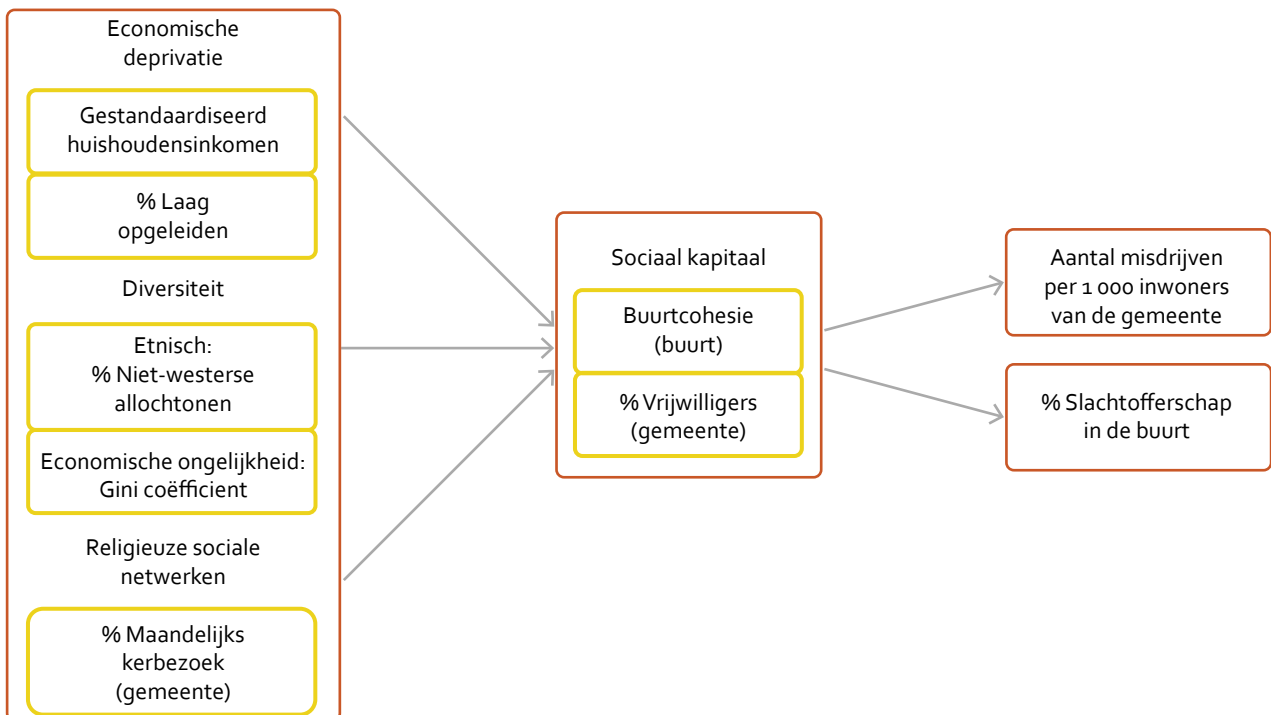 Economische
deprivatie
Gestandaardiseerd
huishoudensinkomen
% Laag
opgeleiden
Diversiteit
Etnisch:
% Niet-westerse
allochtonen
Economische ongelijkheid:
Gini coëfficient
Religieuze sociale
netwerken
% Maandelijks
kerbezoek
(gemeente)
Sociaal kapitaal
Buurtcohesie
(buurt)
% Vrijwilligers
(gemeente)
Aantal misdrijven
per 1 000 inwoners
van de gemeente
% Slachtofferschap
in de buurt